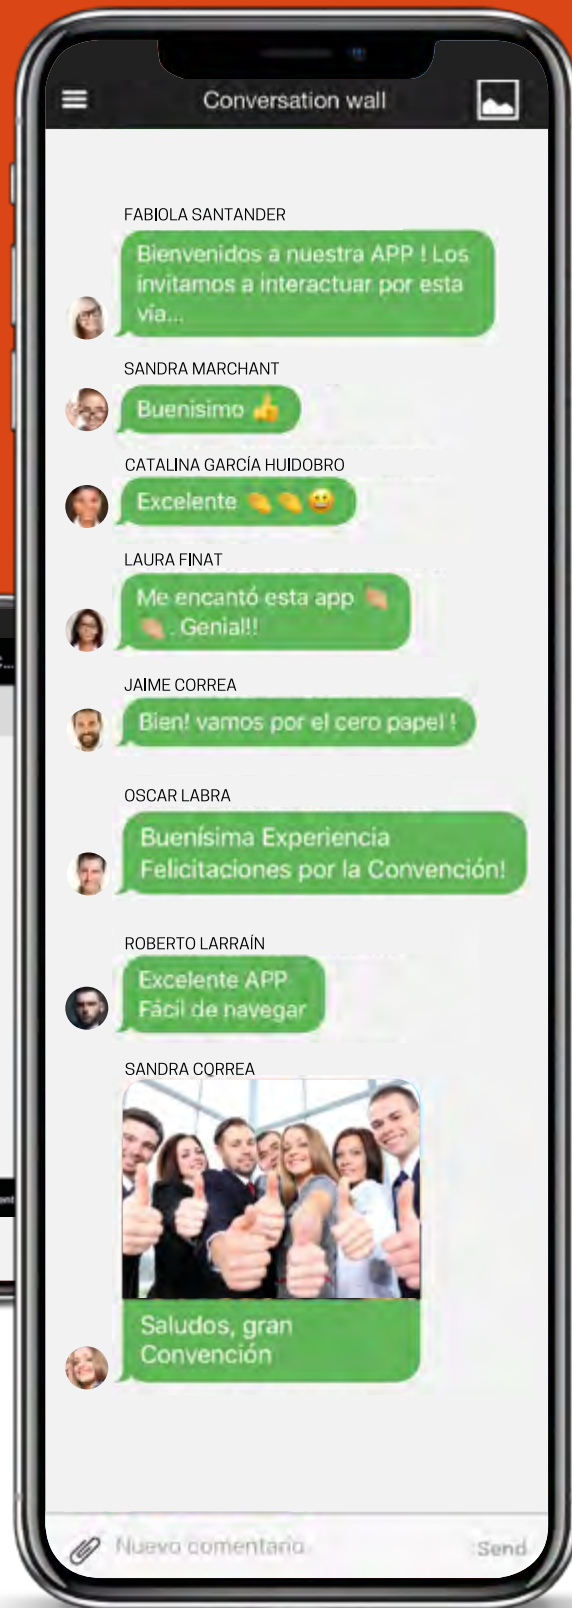 Conversation wall
FABIOLA SANTANDER
Bienvenidos a nuestra APP ! Los
invitamos a interactuar por esta
vía...
SANDRA MARCHANT
Buenisimo 👍
CATALINA GARCÍA HUIDOBRO
Excelente 👏👏😀
LAURA FINAT
Me encantó esta app 👏
👏. Genial!!
JAIME CORREA
Bien! vamos por el cero papel !
OSCAR LABRA
Buenísima Experiencia
Felicitaciones por la Convención!
ROBERTO LARRAÍN
Excelente APP
Fácil de navegar
SANDRA CORREA
Saludos, gran
Convención
Nuevo comentario
Send